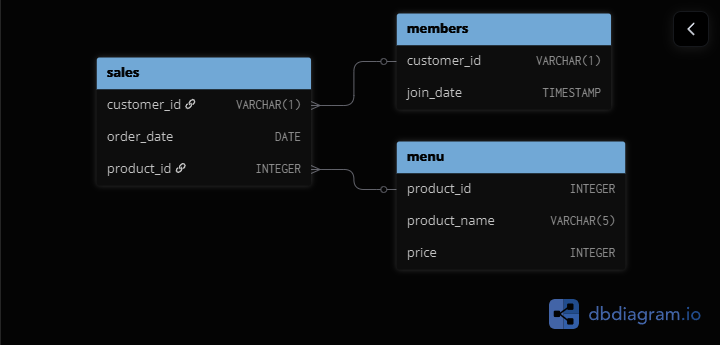 sales
customer_id VARCHAR(1)
order_date DATE
product_id INTEGER
members
customer_id VARCHAR(1)
join_date TIMESTAMP
menu
product_id INTEGER
product_name VARCHAR(5)
price INTEGER
dbdiagram.io